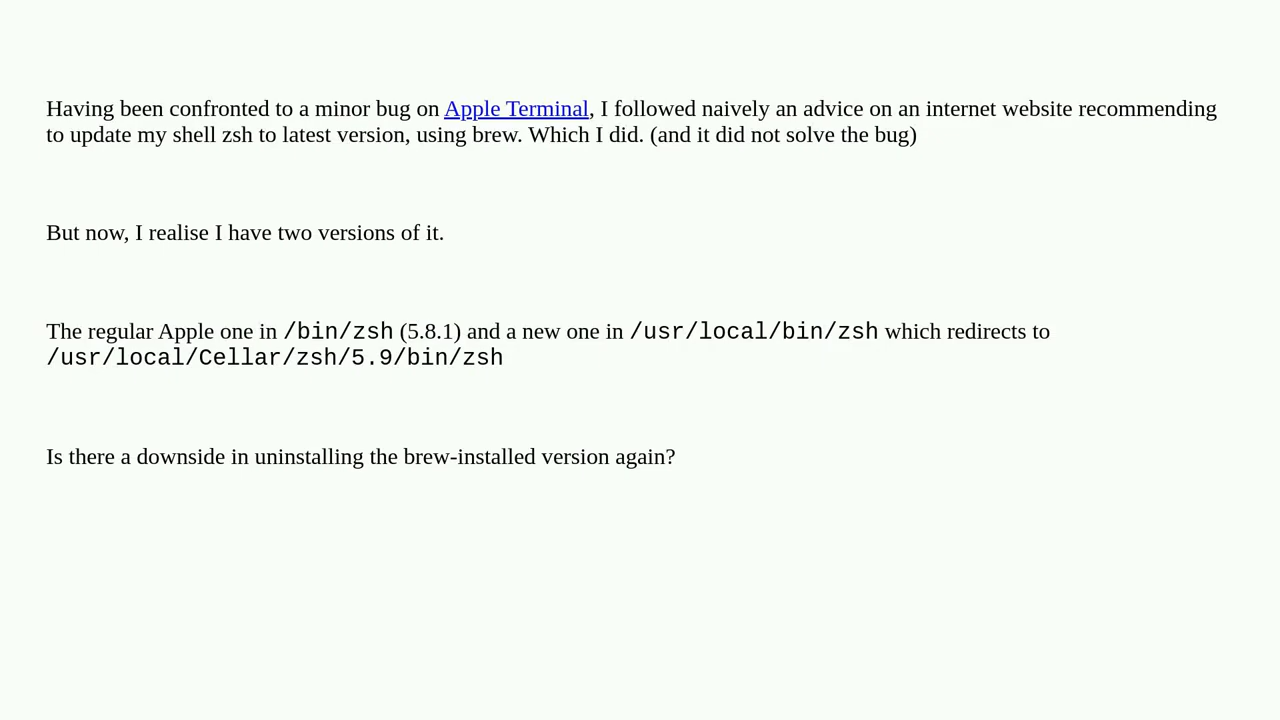 Having been confronted to a minor bug on Apple Terminal, I followed naively an advice on an internet website recommending
to update my shell zsh to latest version, using brew. Which I did. (and it did not solve the bug)
But now, I realise I have two versions of it.
The regular Apple one in /bin/zsh (5.8.1) and a new one in /usr/local/bin/zsh which redirects to
/usr/local/Cellar/zsh/5.9/bin/zsh
Is there a downside in uninstalling the brew-installed version again?